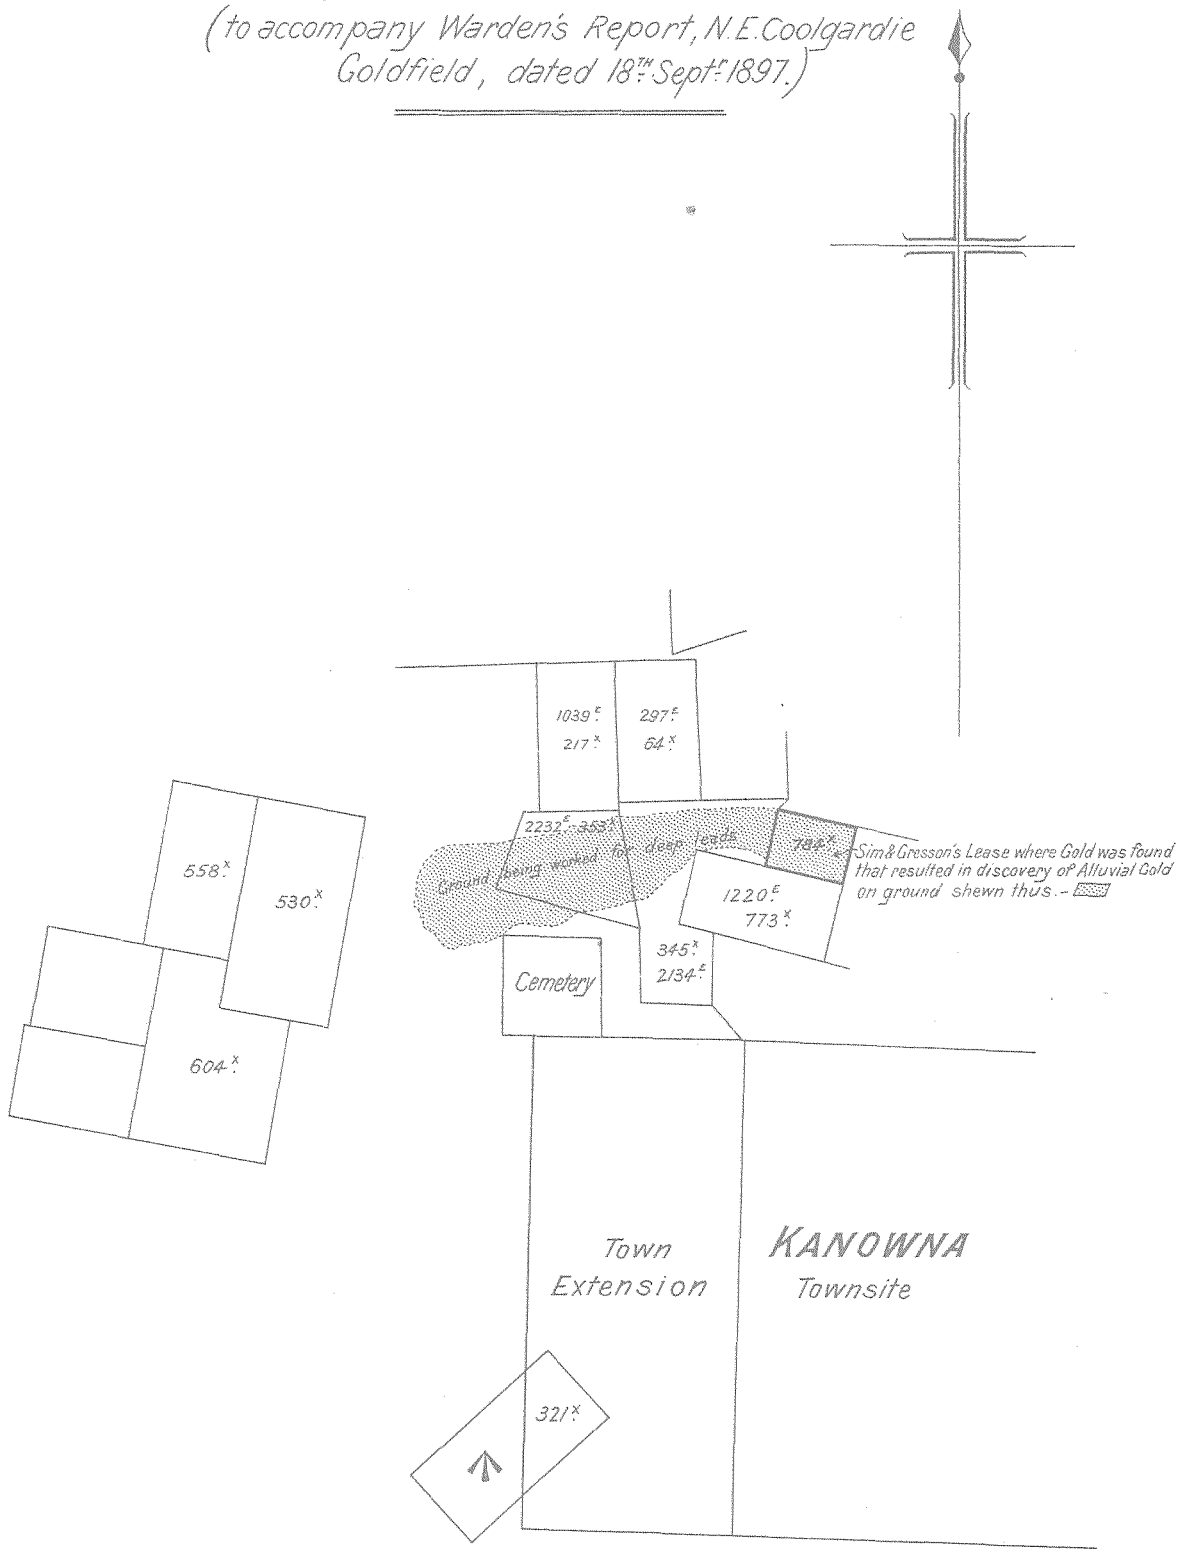 (to accompany Warden's Report, N.E. Coolgardie
Goldfield, dated 18TH Septr. 1897.)
1039E
217X
297E
64X
2232E 353X
Ground being worked for deep leads
784X
Sim & Gresson's Lease where Gold was found
that resulted in discovery of Alluvial Gold
on ground shewn thus.-
558X
530X
1220E
773X
345X
2134E
Cemetery
604X
Town
Extension
KANOWNA
Townsite
321X